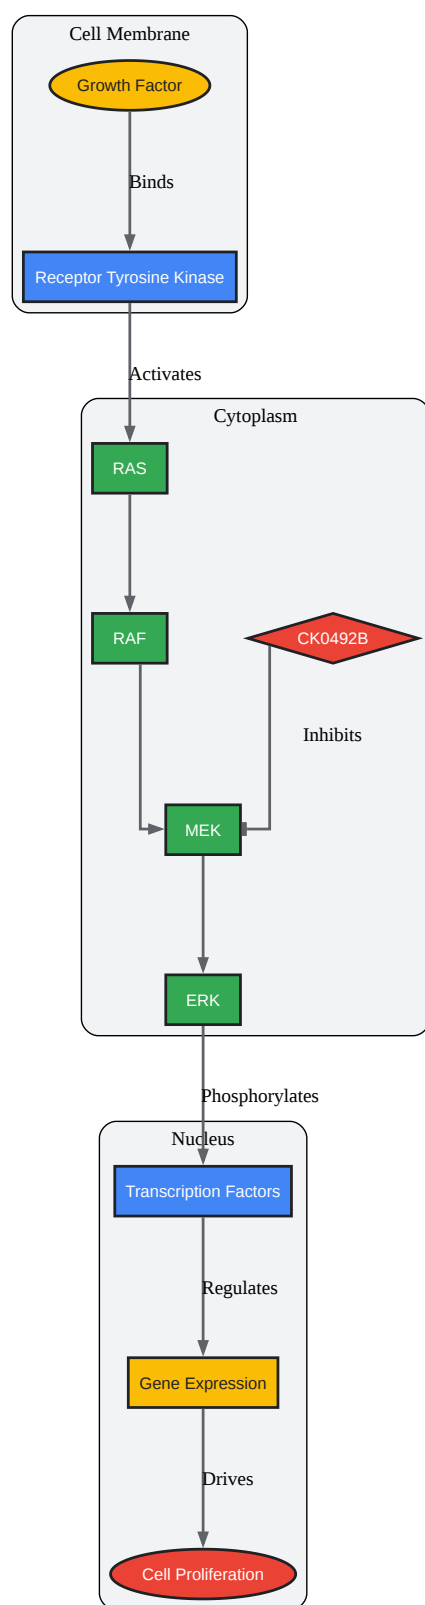 Cell Membrane
Growth Factor
Binds
Receptor Tyrosine Kinase
Activates
Cytoplasm
RAS
RAF
CK0492B
Inhibits
MEK
ERK
Phosphorylates
Nucleus
Transcription Factors
Regulates
Gene Expression
Drives
Cell Proliferation